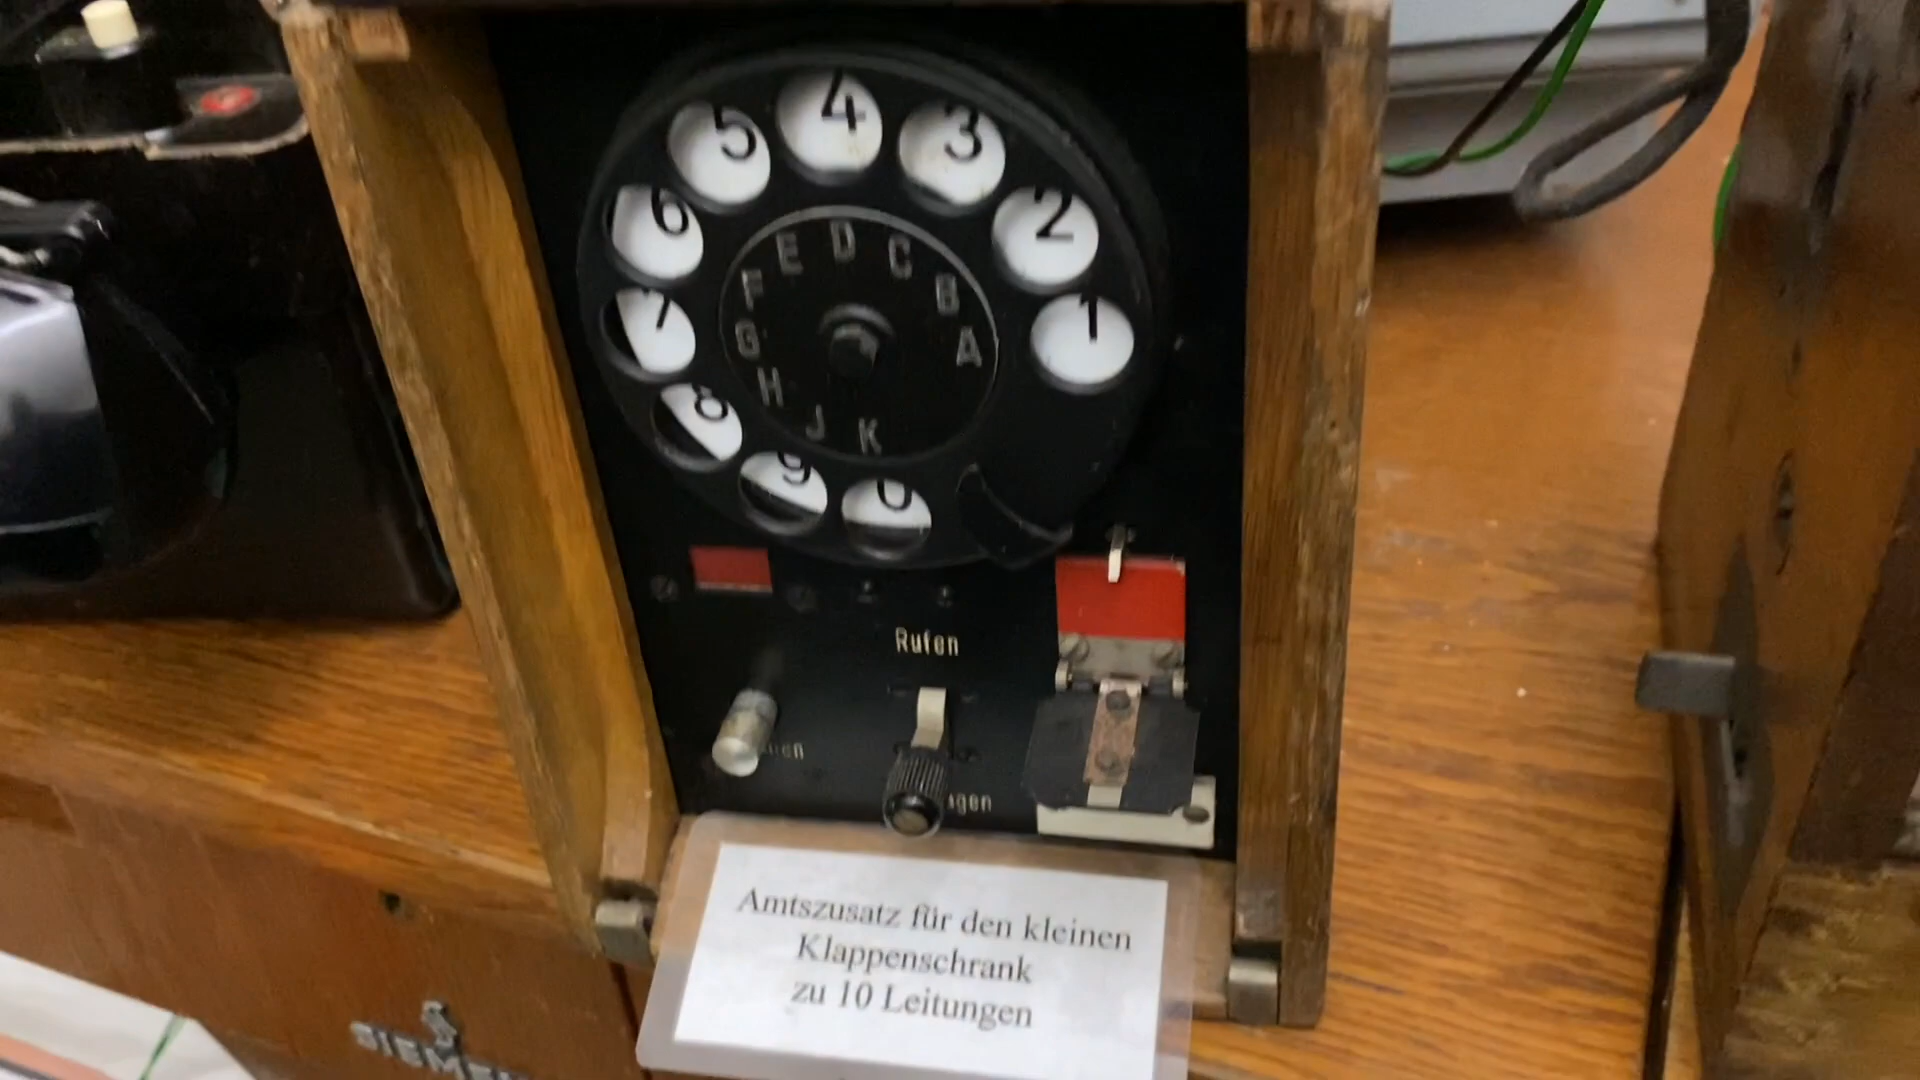 4
5
3
6
2
7
1
8
9
0
E D C
F B
G A
H
J K
Rufen
Amtszusatz für den kleinen
Klappenschrank
zu 10 Leitungen